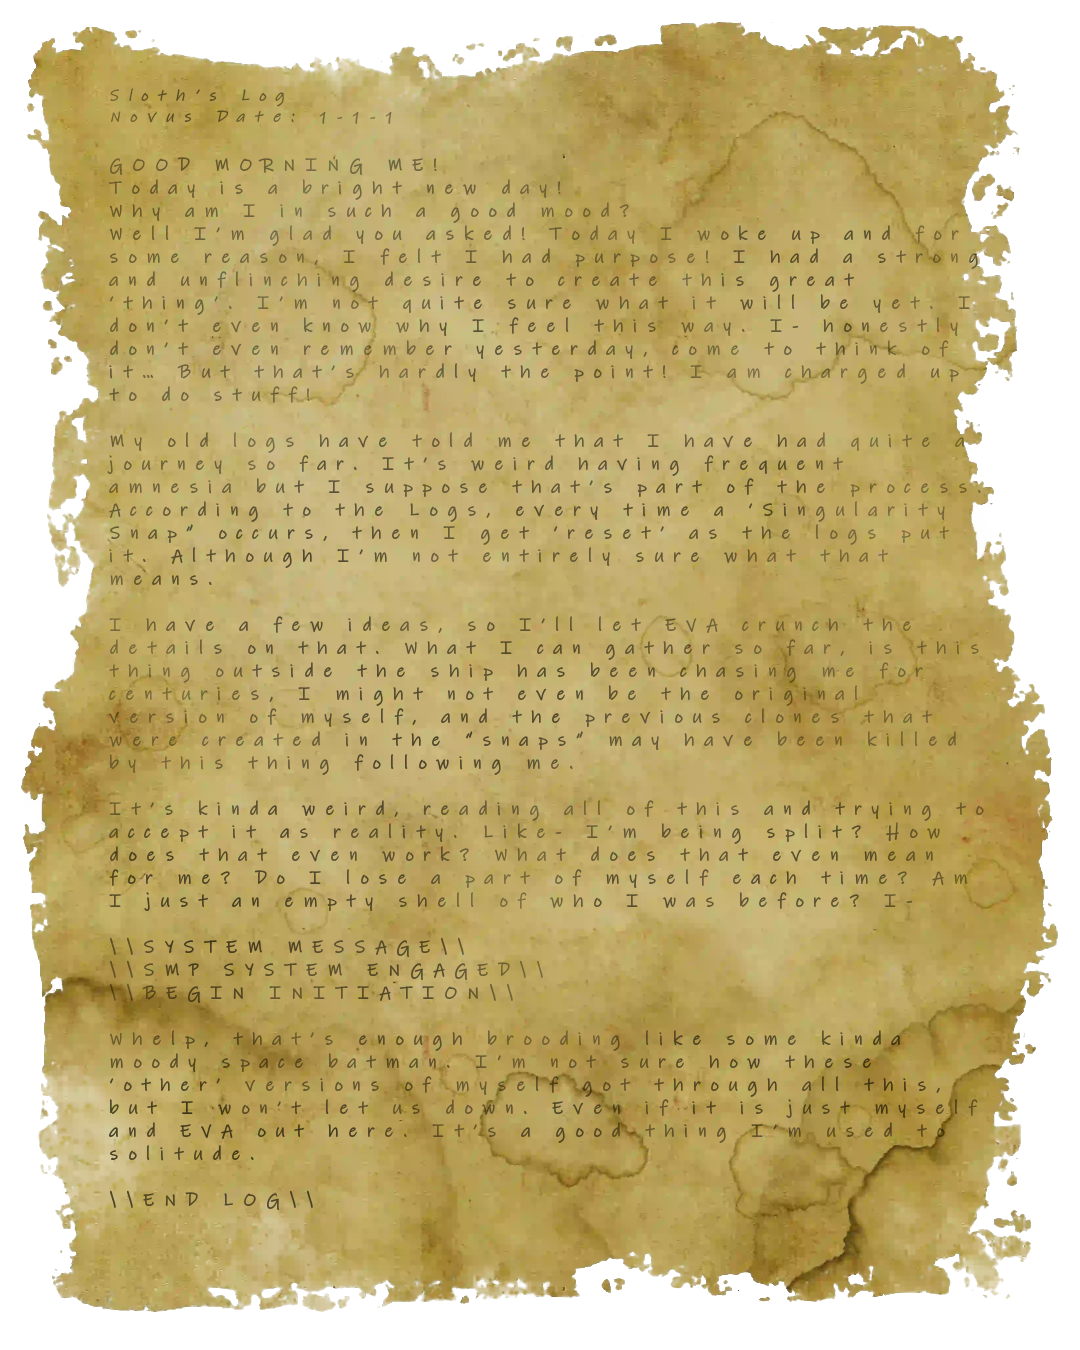 Sloth's Log
Novus Date: 1-1-1
GOOD MORNING ME!
Today is a bright new day!
Why am I in such a good mood?
Well I'm glad you asked! Today I woke up and for
some reason, I felt I had purpose! I had a strong
and unflinching desire to create this great
'thing'. I'm not quite sure what it will be yet. I
don't even know why I feel this way. I- honestly
don't even remember yesterday, come to think of
it… But that's hardly the point! I am charged up
to do stuff!
My old logs have told me that I have had quite a
journey so far. It's weird having frequent
amnesia but I suppose that's part of the process.
According to the Logs, every time a 'Singularity
Snap" occurs, then I get 'reset' as the logs put
it. Although I'm not entirely sure what that
means.
I have a few ideas, so I'll let EVA crunch the
details on that. What I can gather so far, is this
thing outside the ship has been chasing me for
centuries, I might not even be the original
version of myself, and the previous clones that
were created in the "snaps" may have been killed
by this thing following me.
It's kinda weird, reading all of this and trying to
accept it as reality. Like- I'm being split? How
does that even work? What does that even mean
for me? Do I lose a part of myself each time? Am
I just an empty shell of who I was before? I-
\\SYSTEM MESSAGE\\
\\SMP SYSTEM ENGAGED\\
\\BEGIN INITIATION\\
Whelp, that's enough brooding like some kinda
moody space batman. I'm not sure how these
'other' versions of myself got through all this,
but I won't let us down. Even if it is just myself
and EVA out here. It's a good thing I'm used to
solitude.
\\END LOG\\